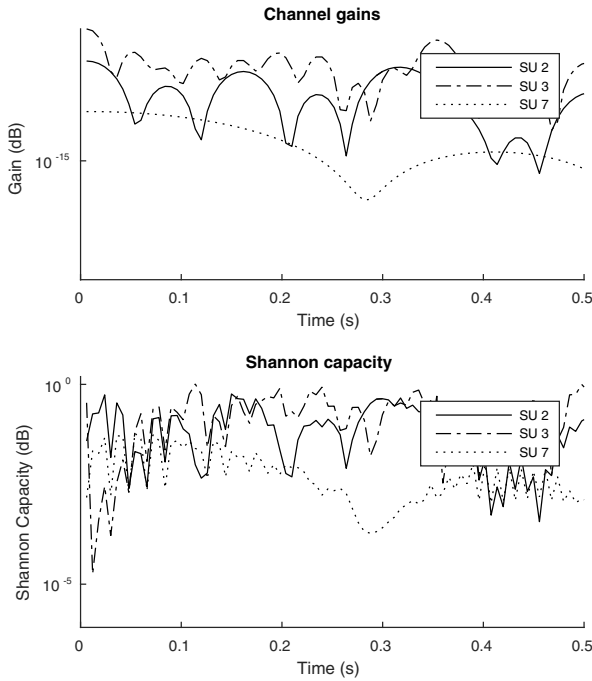 Channel gains
SU 2
SU 3
SU 7
Gain (dB)
10^-15
0 0.1 0.2 0.3 0.4 0.5
Time (s)
Shannon capacity
10^0
SU 2
SU 3
SU 7
Shannon Capacity (dB)
10^-5
0 0.1 0.2 0.3 0.4 0.5
Time (s)